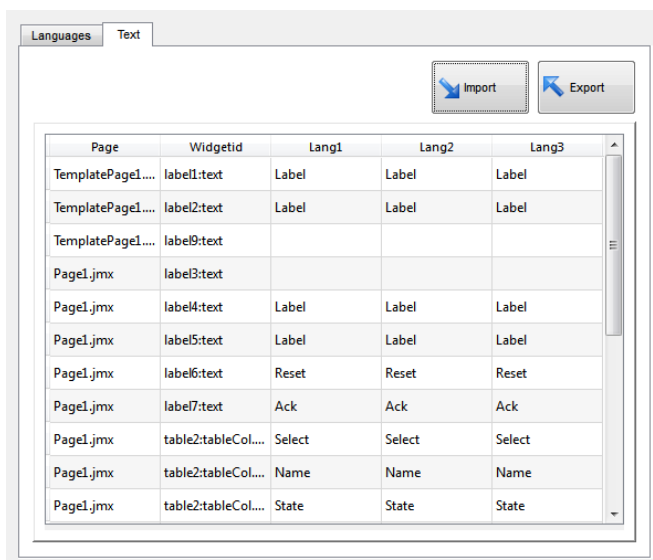 Languages Text
Import Export
Page Widgetid Lang1 Lang2 Lang3
TemplatePage1.... label1:text Label Label Label
TemplatePage1.... label2:text Label Label Label
TemplatePage1.... label9:text
Page1.jmx label3:text
Page1.jmx label4:text Label Label Label
Page1.jmx label5:text Label Label Label
Page1.jmx label6:text Reset Reset Reset
Page1.jmx label7:text Ack Ack Ack
Page1.jmx table2:tableCol.... Select Select Select
Page1.jmx table2:tableCol.... Name Name Name
Page1.jmx table2:tableCol.... State State State